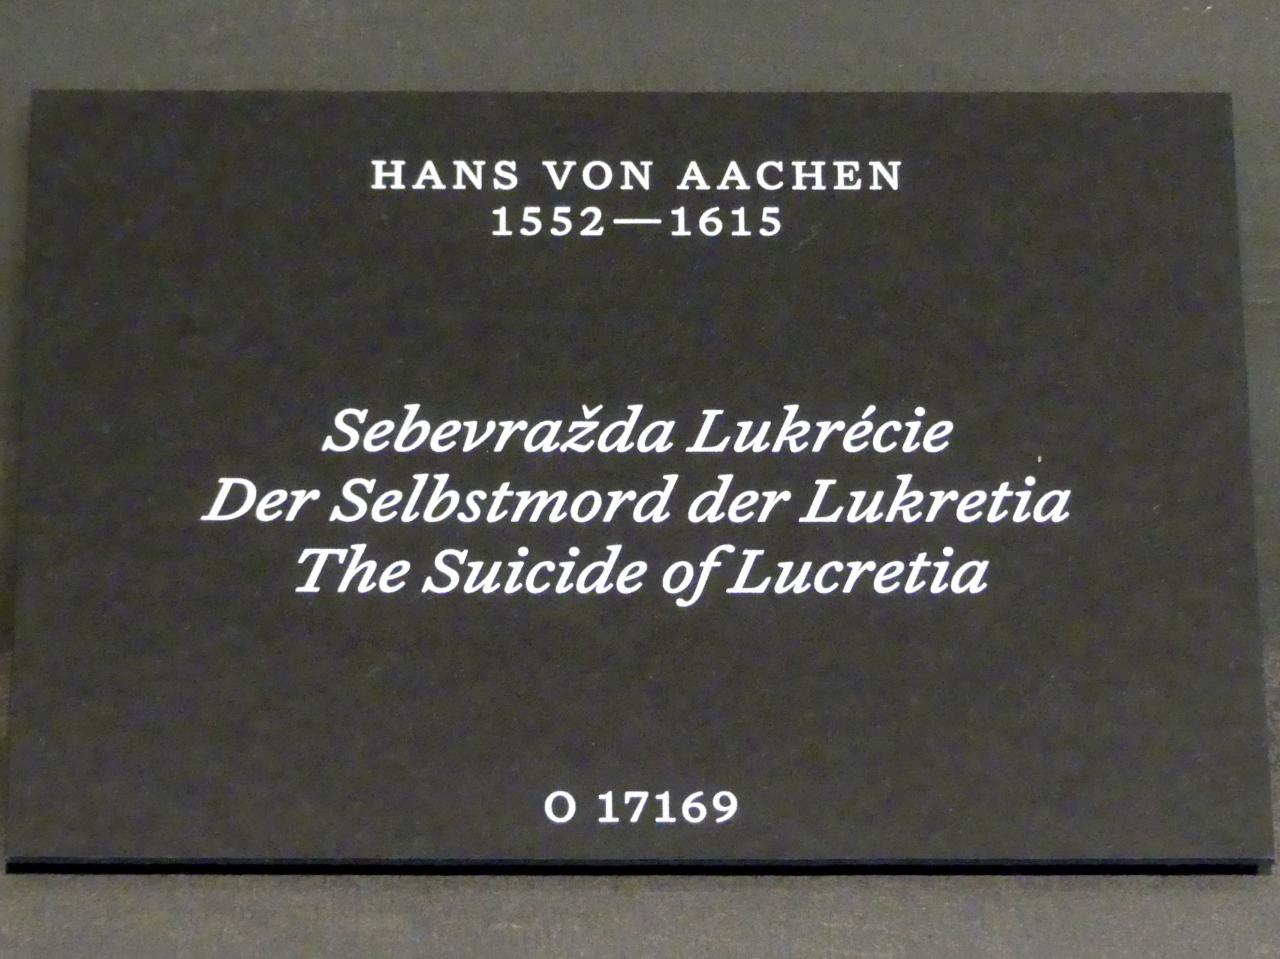 HANS VON AACHEN
1552—1615
Sebevražda Lukrécie
Der Selbstmord der Lukretia
The Suicide of Lucretia
O 17169